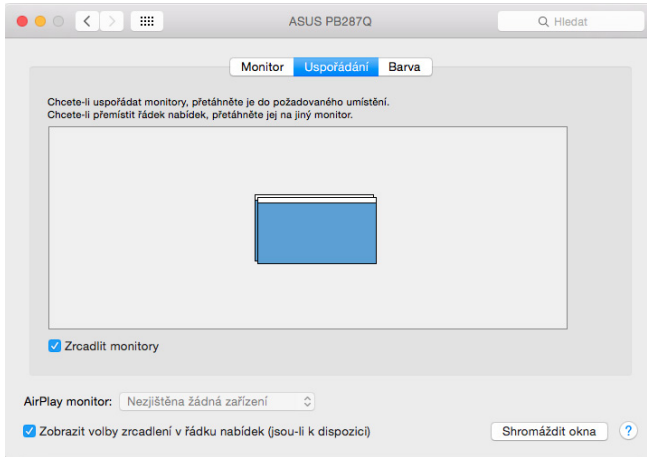 ASUS PB287Q
Hledat
Monitor Uspořádání Barva
Chcete-li uspořádat monitory, přetáhněte je do požadovaného umístění.
Chcete-li přemístit řádek nabídek, přetáhněte jej na jiný monitor.
Zrcadlit monitory
AirPlay monitor: Nezjištěna žádná zařízení
Zobrazit volby zrcadlení v řádku nabídek (jsou-li k dispozici) Shromáždit okna ?